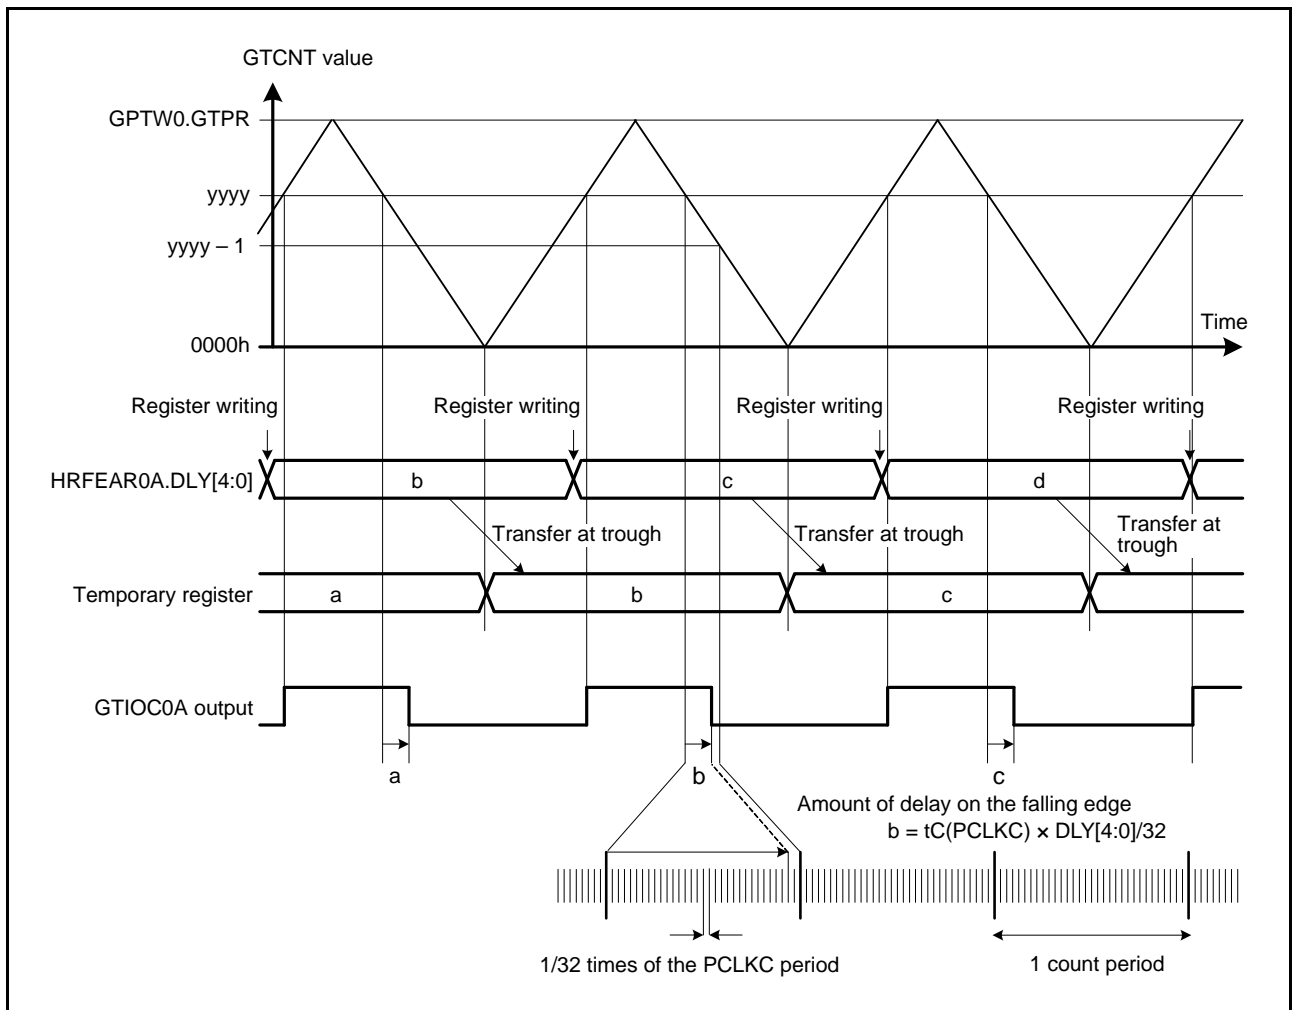 GTCNT value
GPTW0.GTPR
yyyy
yyyy – 1
0000h
Time
Register writing
Register writing
Register writing
Register writing
HRFEAR0A.DLY[4:0]
b
c
d
Transfer at trough
Transfer at trough
Transfer at
trough
Temporary register
a
b
c
GTIOC0A output
a
b
c
Amount of delay on the falling edge
b = tC(PCLKC) × DLY[4:0]/32
1/32 times of the PCLKC period
1 count period